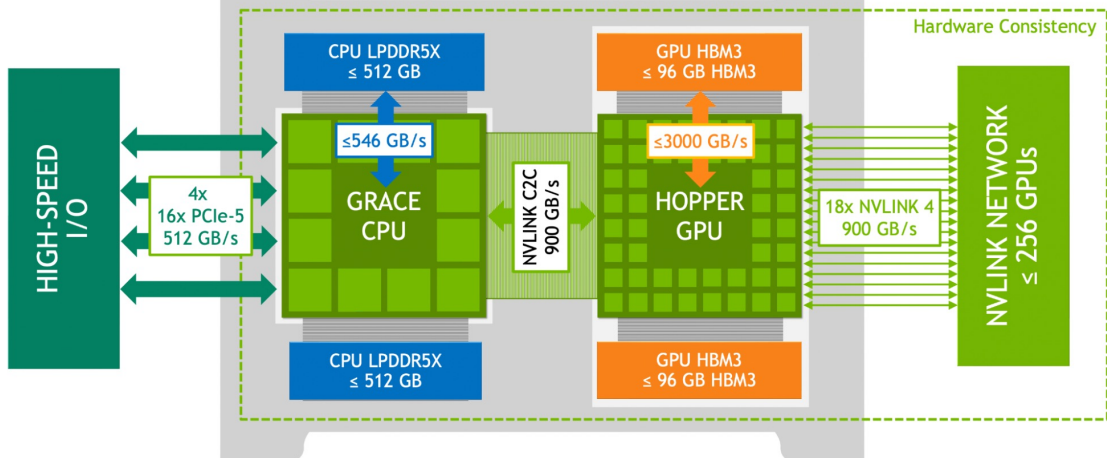 Hardware Consistency
HIGH-SPEED
I/O
4x
16x PCIe-5
512 GB/s
CPU LPDDR5X
≤ 512 GB
≤546 GB/s
GRACE
CPU
CPU LPDDR5X
≤ 512 GB
NVLINK C2C
900 GB/s
GPU HBM3
≤ 96 GB HBM3
≤3000 GB/s
HOPPER
GPU
GPU HBM3
≤ 96 GB HBM3
18x NVLINK 4
900 GB/s
NVLINK NETWORK
≤ 256 GPUs